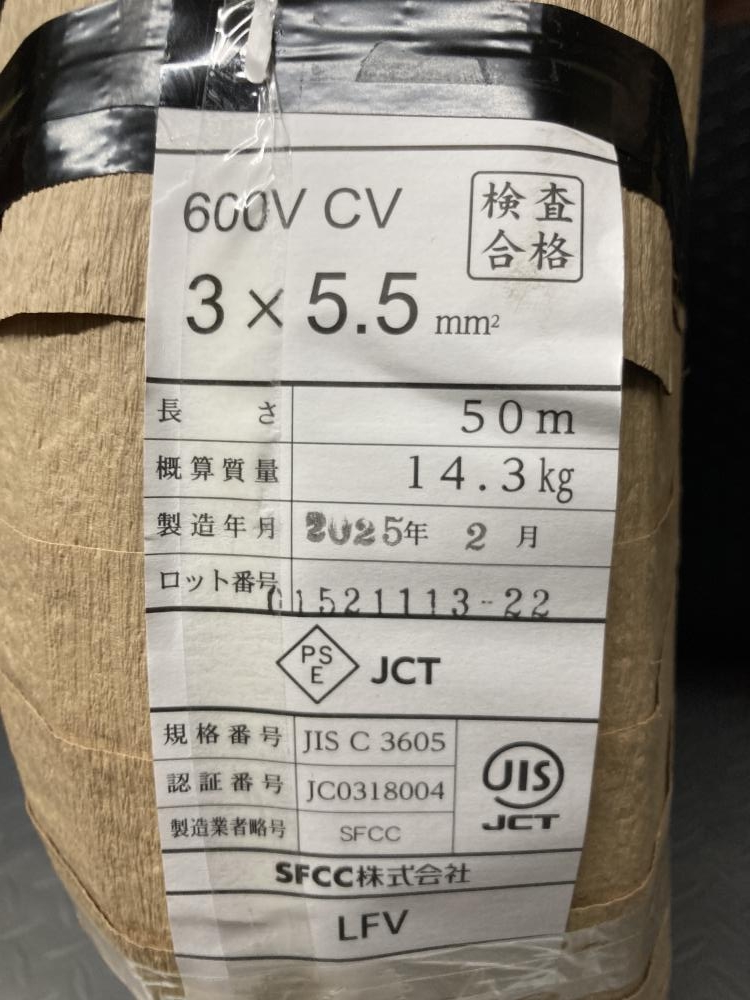 600V CV
検査
合格
3×5.5 mm²
長さ 50m
概算質量 14.3kg
製造年月 2025年 2月
ロット番号 01521113-22
PS
E
JCT
規格番号 JIS C 3605
認証番号 JC0318004
製造業者略号 SFCC
JIS
JCT
SFCC株式会社
LFV